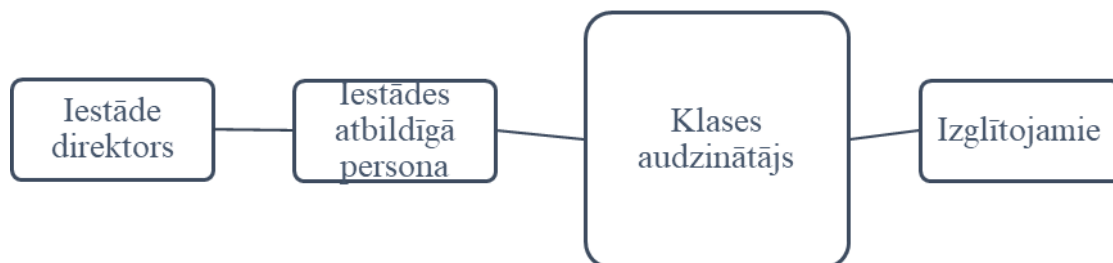 Iestāde
direktors
Iestādes
atbildīgā
persona
Klases
audzinātājs
Izglītojamie